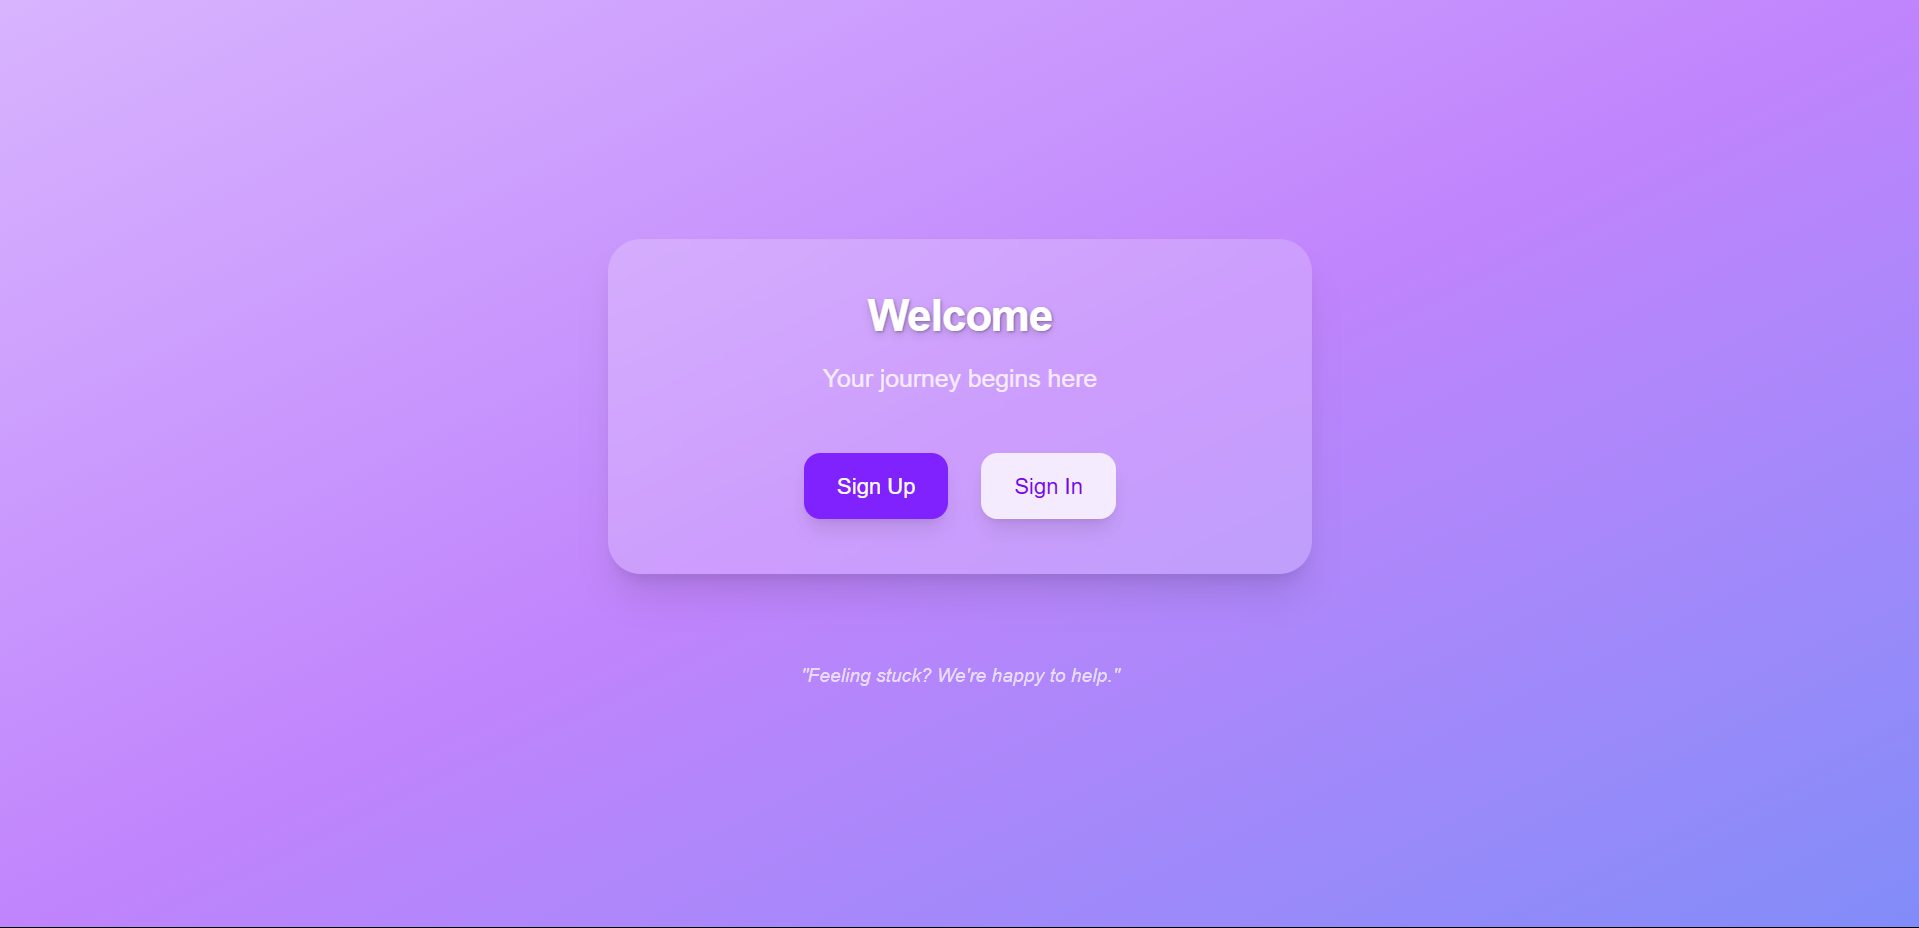 Welcome
Your journey begins here
Sign Up
Sign In
"Feeling stuck? We're happy to help."